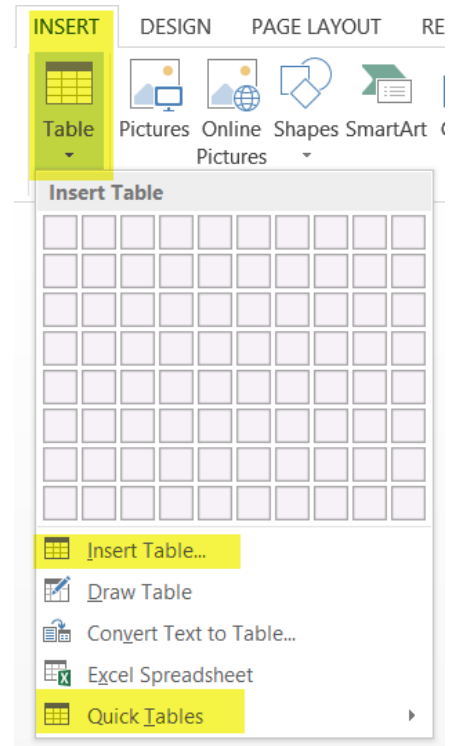 INSERT DESIGN PAGE LAYOUT RE
Table Pictures Online Shapes SmartArt
Pictures
Insert Table
Insert Table...
Draw Table
Convert Text to Table...
Excel Spreadsheet
Quick Tables